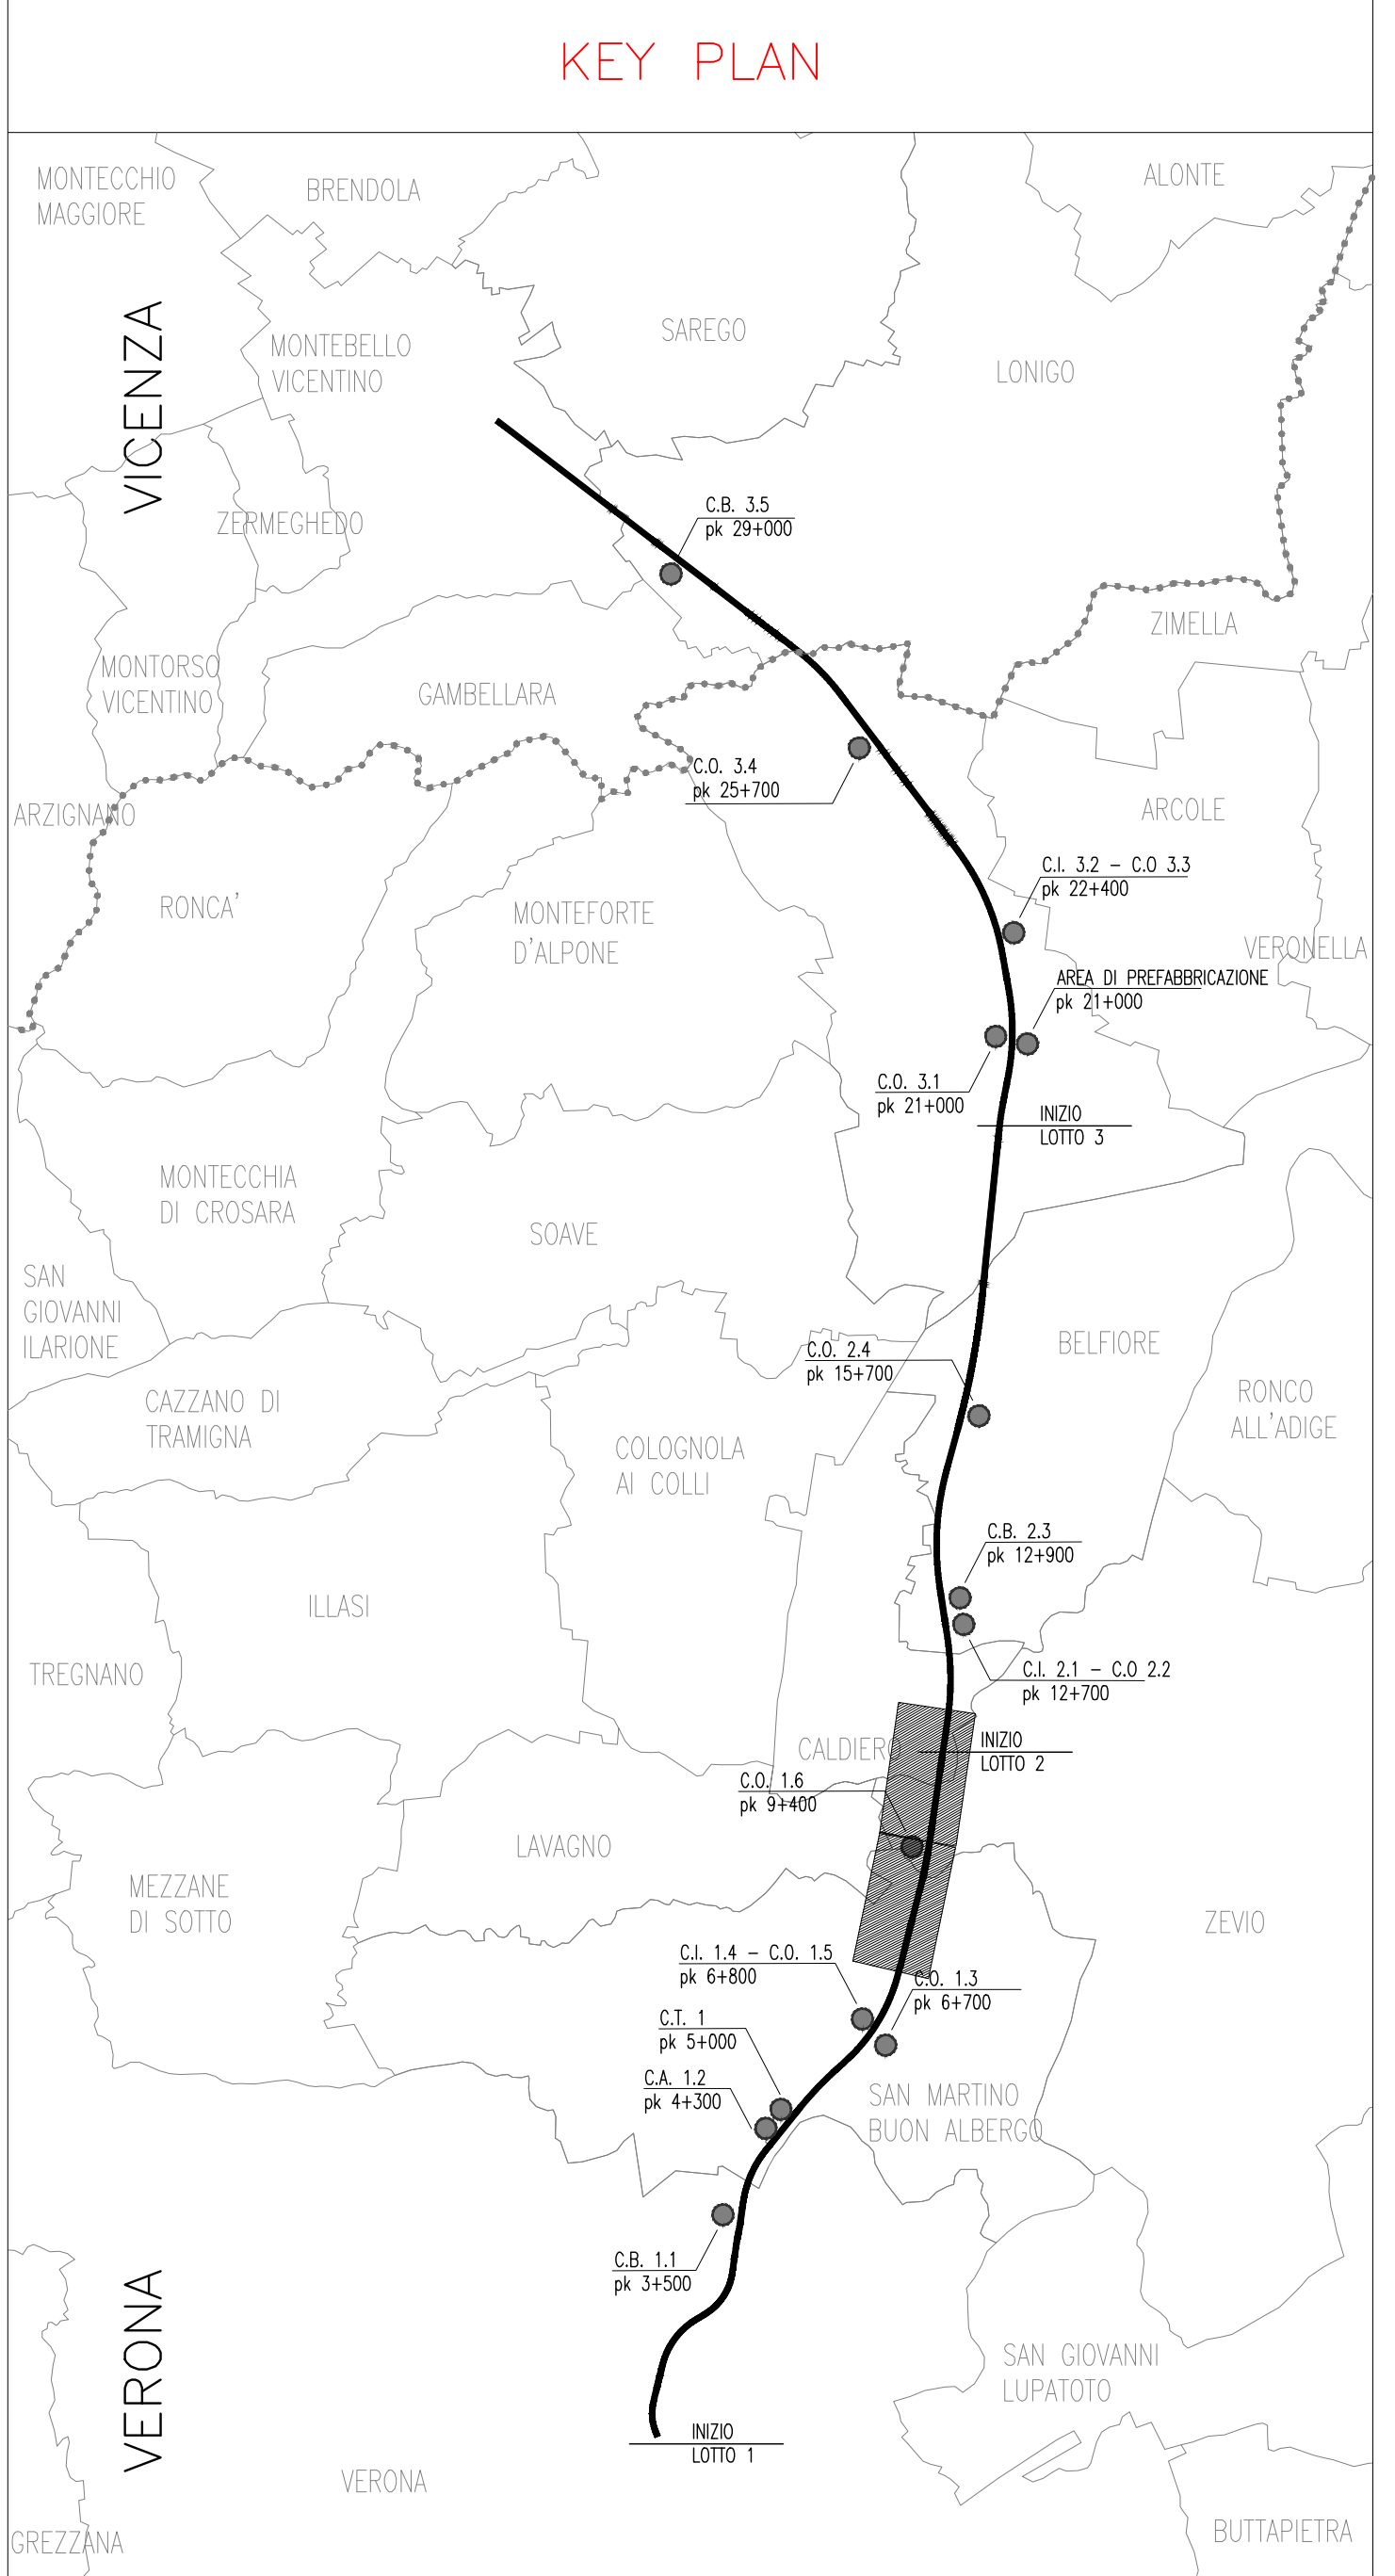 KEY PLAN
MONTECCHIO
MAGGIORE
BRENDOLA
ALONTE
VICENZA
SAREGO
MONTEBELLO
VICENTINO
LONIGO
C.B. 3.5
pk 29+000
ZERMEGHEDO
ZIMELLA
MONTORSO
VICENTINO
GAMBELLARA
C.O. 3.4
pk 25+700
ARZIGNANO
ARCOLE
C.I. 3.2 - C.O 3.3
pk 22+400
RONCA'
MONTEFORTE
D'ALPONE
VERONELLA
AREA DI PREFABBRICAZIONE
pk 21+000
C.O. 3.1
pk 21+000
INIZIO
LOTTO 3
MONTECCHIA
DI CROSARA
SOAVE
SAN
GIOVANNI
ILARIONE
BELFIORE
C.O. 2.4
pk 15+700
CAZZANO DI
TRAMIGNA
RONCO
ALL'ADIGE
COLOGNOLA
AI COLLI
C.B. 2.3
pk 12+900
ILLASI
TREGNANO
C.I. 2.1 - C.O 2.2
pk 12+700
CALDIERO
INIZIO
LOTTO 2
C.O. 1.6
pk 9+400
LAVAGNO
MEZZANE
DI SOTTO
ZEVIO
C.I. 1.4 - C.O. 1.5
pk 6+800
C.O. 1.3
pk 6+700
C.T. 1
pk 5+000
C.A. 1.2
pk 4+300
SAN MARTINO
BUON ALBERGO
C.B. 1.1
pk 3+500
VERONA
SAN GIOVANNI
LUPATOTO
INIZIO
LOTTO 1
VERONA
BUTTAPIETRA
GREZZANA